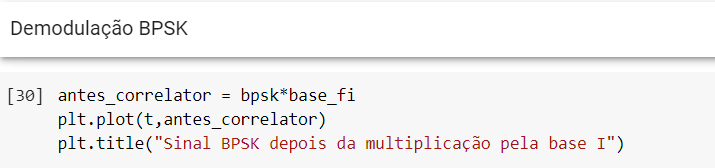 Demodulação BPSK
[30] antes_correlator = bpsk*base_fi
plt.plot(t,antes_correlator)
plt.title("Sinal BPSK depois da multiplicação pela base I")